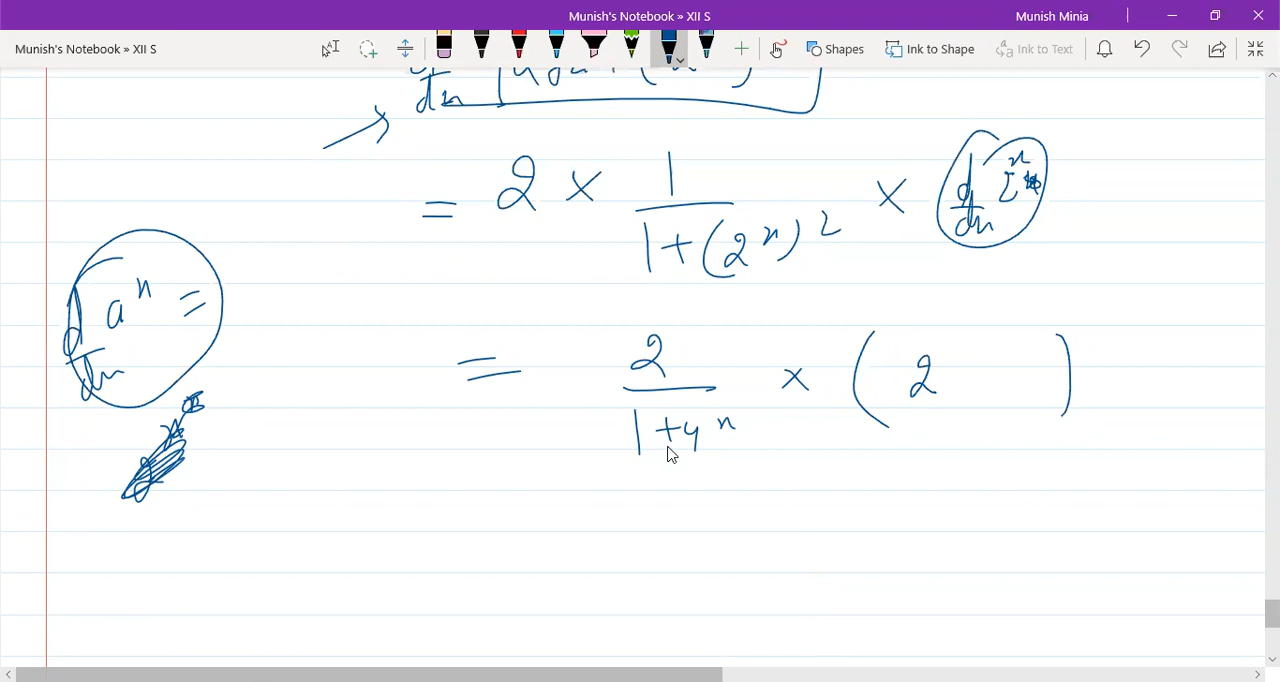 Munish's Notebook » XII S
Munish Minia
Munish's Notebook » XII S
Shapes
Ink to Shape
Ink to Text
d/dx
= 2 × 1/(1+(2^x)^2) × d/dx
d/dx a^x =
= 2/(1+4^x) × ( 2 )